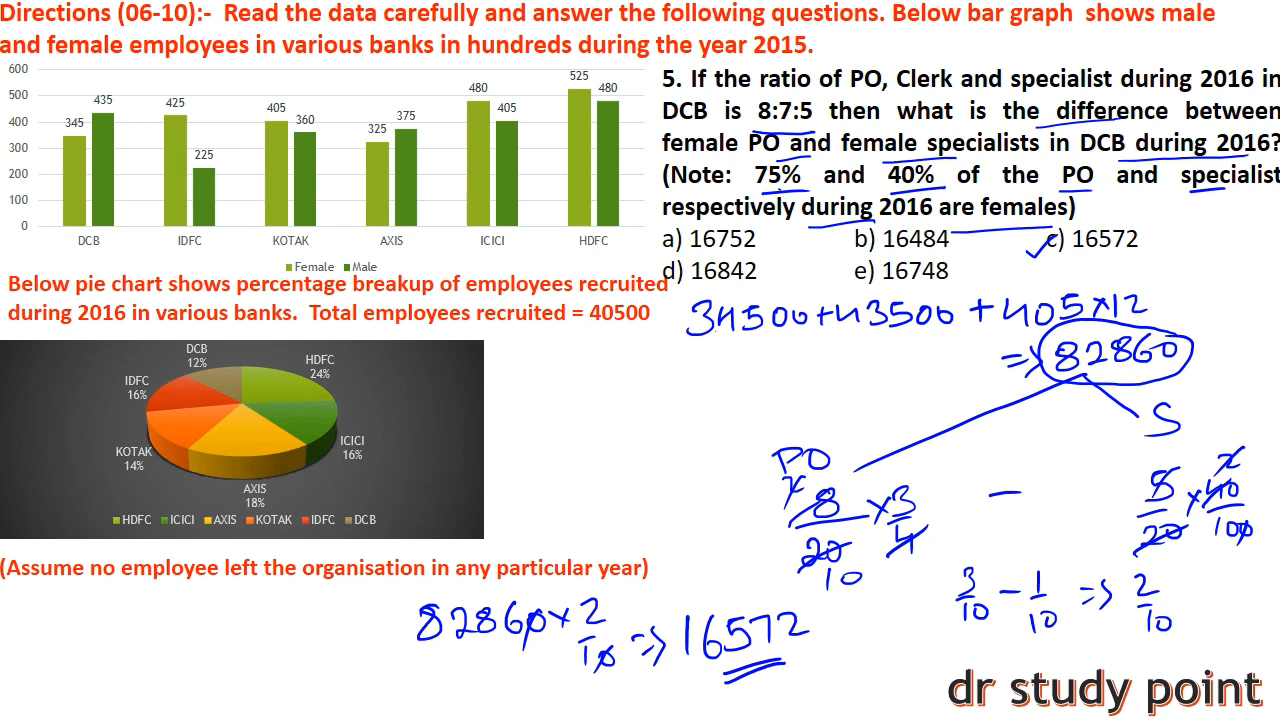 Directions (06-10):- Read the data carefully and answer the following questions. Below bar graph shows male
and female employees in various banks in hundreds during the year 2015.
600
500
400
300
200
100
0
345
435
425
225
405
360
325
375
480
405
525
480
DCB
IDFC
KOTAK
AXIS
ICICI
HDFC
Female Male
Below pie chart shows percentage breakup of employees recruited
during 2016 in various banks. Total employees recruited = 40500
DCB
12%
HDFC
24%
IDFC
16%
ICICI
16%
KOTAK
14%
AXIS
18%
HDFC ICICI AXIS KOTAK IDFC DCB
(Assume no employee left the organisation in any particular year)
5. If the ratio of PO, Clerk and specialist during 2016 in
DCB is 8:7:5 then what is the difference between
female PO and female specialists in DCB during 2016?
(Note: 75% and 40% of the PO and specialist
respectively during 2016 are females)
a) 16752 b) 16484 c) 16572
d) 16842 e) 16748
34500+43500+405×12
=> 82860
PO
S
2
8/20 × 3/4 - 5/20 × 40/100
10
3/10 - 1/10 => 2/10
82860 × 2/10 => 16572
dr study point